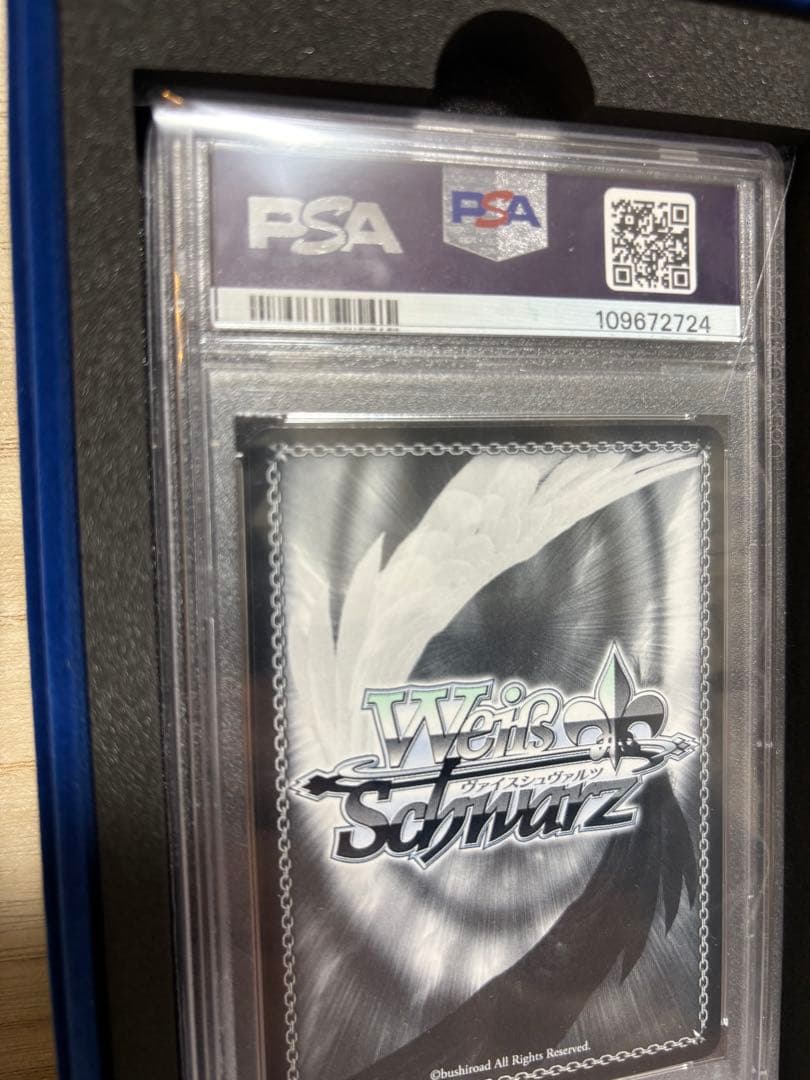 PSA
PSA
109672724
Weiß
ヴァイスシュヴァルツ
Schwarz
©bushiroad All Rights Reserved.